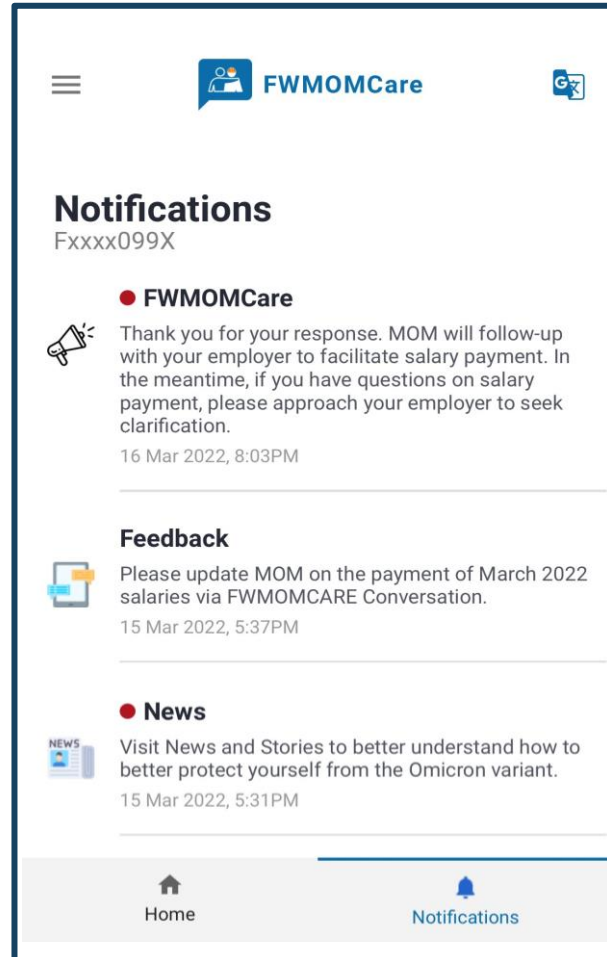 FWMOMCare
G文
Notifications
Fxxxx099X
FWMOMCare
Thank you for your response. MOM will follow-up
with your employer to facilitate salary payment. In
the meantime, if you have questions on salary
payment, please approach your employer to seek
clarification.
16 Mar 2022, 8:03PM
Feedback
Please update MOM on the payment of March 2022
salaries via FWMOMCARE Conversation.
15 Mar 2022, 5:37PM
News
NEWS
Visit News and Stories to better understand how to
better protect yourself from the Omicron variant.
15 Mar 2022, 5:31PM
Home
Notifications